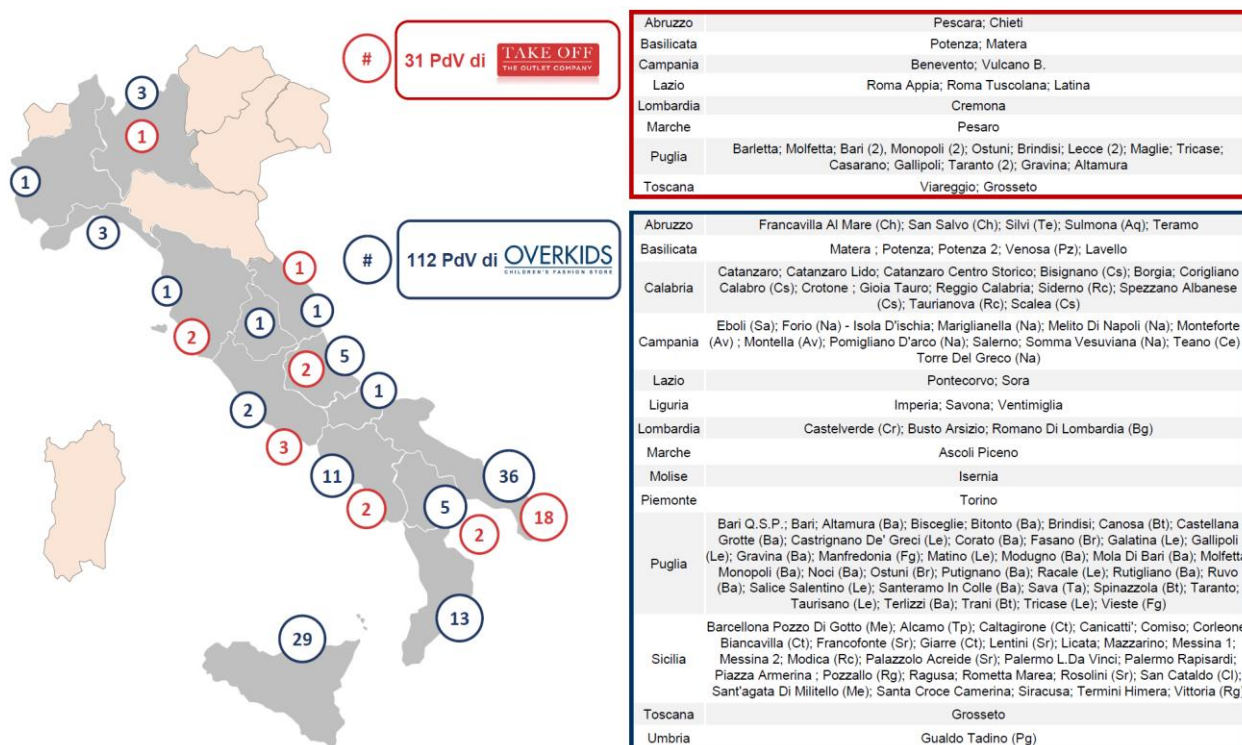 # 31 PdV di TAKE OFF
THE OUTLET COMPANY
3
1
1
3
# 112 PdV di OVERKIDS
CHILDREN'S FASHION STORE
1
1
1
1
2
5
2
1
2
3
11
36
2
5
18
2
13
29
Abruzzo Pescara; Chieti
Basilicata Potenza; Matera
Campania Benevento; Vulcano B.
Lazio Roma Appia; Roma Tuscolana; Latina
Lombardia Cremona
Marche Pesaro
Puglia Barletta; Molfetta; Bari (2), Monopoli (2); Ostuni; Brindisi; Lecce (2); Maglie; Tricase;
Casarano; Gallipoli; Taranto (2); Gravina; Altamura
Toscana Viareggio; Grosseto
Abruzzo Francavilla Al Mare (Ch); San Salvo (Ch); Silvi (Te); Sulmona (Aq); Teramo
Basilicata Matera ; Potenza; Potenza 2; Venosa (Pz); Lavello
Calabria Catanzaro; Catanzaro Lido; Catanzaro Centro Storico; Bisignano (Cs); Borgia; Corigliano
Calabro (Cs); Crotone ; Gioia Tauro; Reggio Calabria; Siderno (Rc); Spezzano Albanese
(Cs); Taurianova (Rc); Scalea (Cs)
Campania Eboli (Sa); Forio (Na) - Isola D'ischia; Mariglianella (Na); Melito Di Napoli (Na); Monteforte
(Av) ; Montella (Av); Pomigliano D'arco (Na); Salerno; Somma Vesuviana (Na); Teano (Ce)
Torre Del Greco (Na)
Lazio Pontecorvo; Sora
Liguria Imperia; Savona; Ventimiglia
Lombardia Castelverde (Cr); Busto Arsizio; Romano Di Lombardia (Bg)
Marche Ascoli Piceno
Molise Isernia
Piemonte Torino
Puglia Bari Q.S.P.; Bari; Altamura (Ba); Bisceglie; Bitonto (Ba); Brindisi; Canosa (Bt); Castellana
Grotte (Ba); Castrignano De' Greci (Le); Corato (Ba); Fasano (Br); Galatina (Le); Gallipoli
(Le); Gravina (Ba); Manfredonia (Fg); Matino (Le); Modugno (Ba); Mola Di Bari (Ba); Molfetta
Monopoli (Ba); Noci (Ba); Ostuni (Br); Putignano (Ba); Racale (Le); Rutigliano (Ba); Ruvo
(Ba); Salice Salentino (Le); Santeramo In Colle (Ba); Sava (Ta); Spinazzola (Bt); Taranto;
Taurisano (Le); Terlizzi (Ba); Trani (Bt); Tricase (Le); Vieste (Fg)
Sicilia Barcellona Pozzo Di Gotto (Me); Alcamo (Tp); Caltagirone (Ct); Canicatti'; Comiso; Corleone
Biancavilla (Ct); Francofonte (Sr); Giarre (Ct); Lentini (Sr); Licata; Mazzarino; Messina 1;
Messina 2; Modica (Rc); Palazzolo Acreide (Sr); Palermo L.Da Vinci; Palermo Rapisardi;
Piazza Armerina ; Pozzallo (Rg); Ragusa; Rometta Marea; Rosolini (Sr); San Cataldo (Cl);
Sant'agata Di Militello (Me); Santa Croce Camerina; Siracusa; Termini Himera; Vittoria (Rg)
Toscana Grosseto
Umbria Gualdo Tadino (Pg)